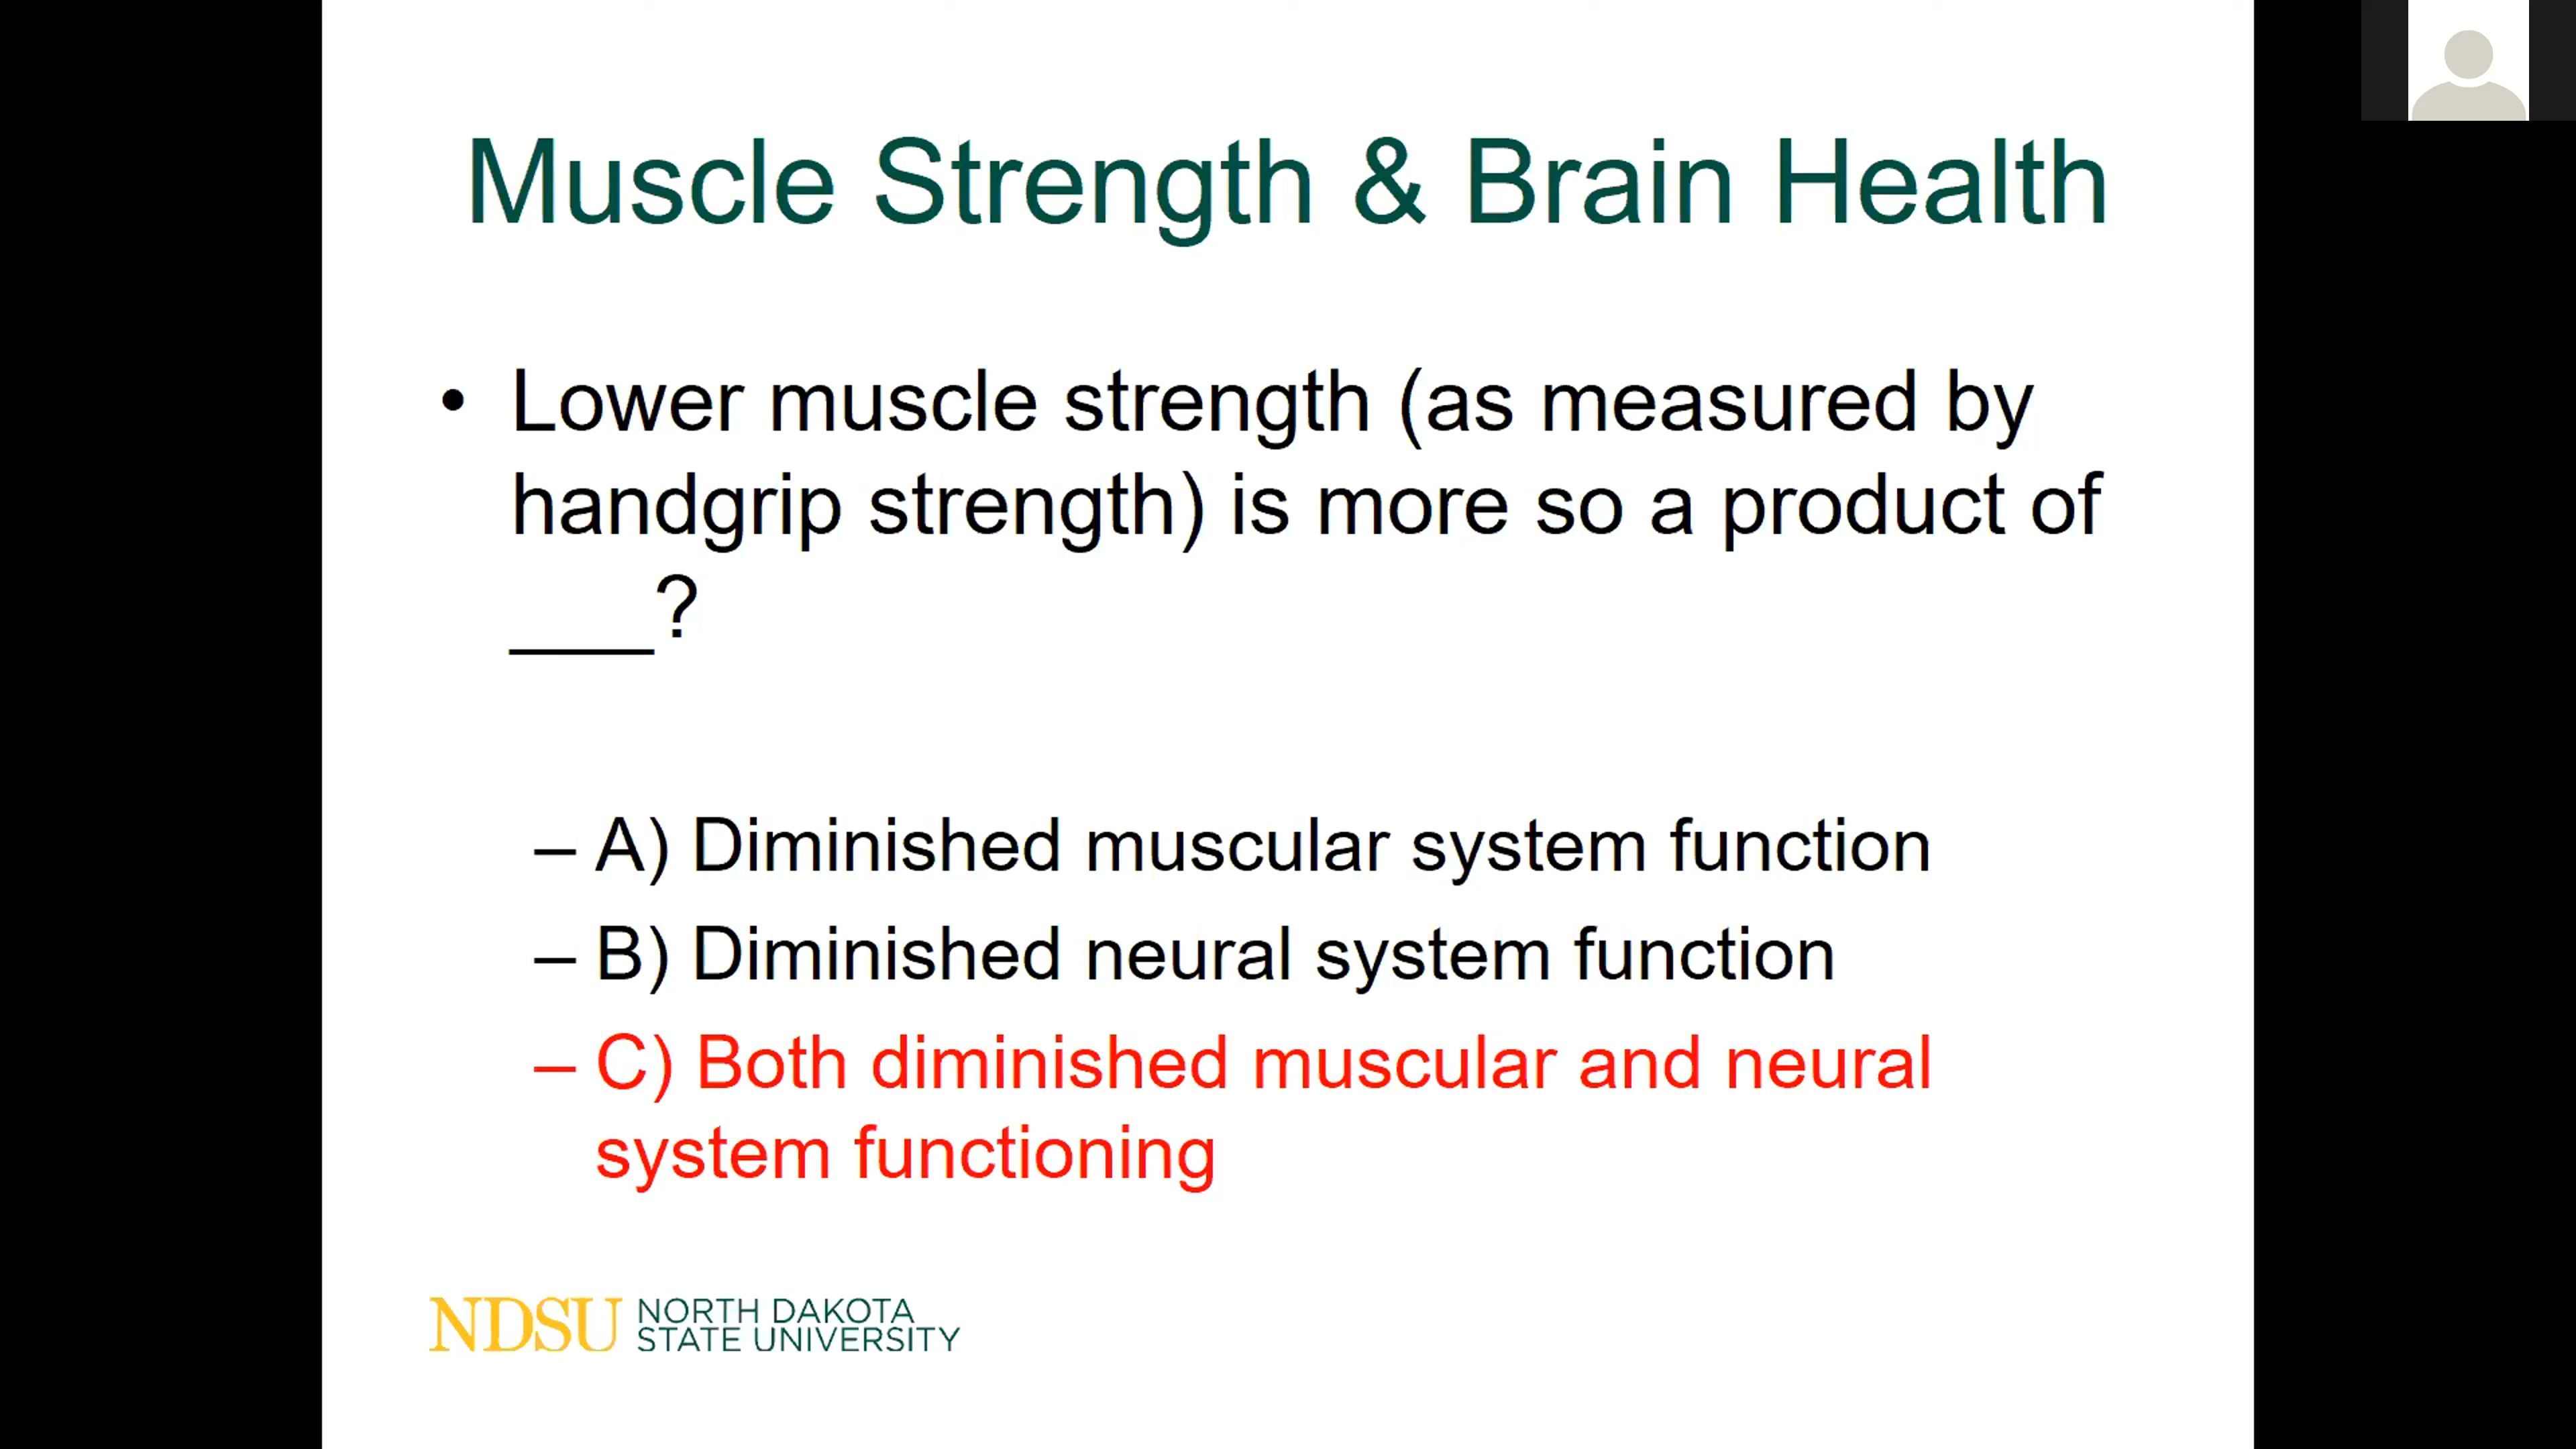 Muscle Strength & Brain Health
• Lower muscle strength (as measured by
handgrip strength) is more so a product of
___?
– A) Diminished muscular system function
– B) Diminished neural system function
– C) Both diminished muscular and neural
system functioning
NDSU NORTH DAKOTA
STATE UNIVERSITY